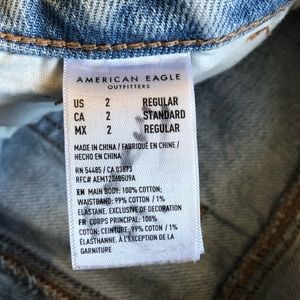 AMERICAN EAGLE
OUTFITTERS
US 2 REGULAR
CA 2 STANDARD
MX 2 REGULAR
MADE IN CHINA / FABRIQUÉ EN CHINE /
HECHO EN CHINA
RN 54485 / CA 03873
RFC# AEM120606U9A
EN MAIN BODY: 100% COTTON;
WAISTBAND: 99% COTTON / 1%
ELASTANE. EXCLUSIVE OF DECORATION
FR CORPS PRINCIPAL: 100%
COTON; CEINTURE: 99% COTON / 1%
ÉLASTHANNE. À L'EXCEPTION DE LA
GARNITURE